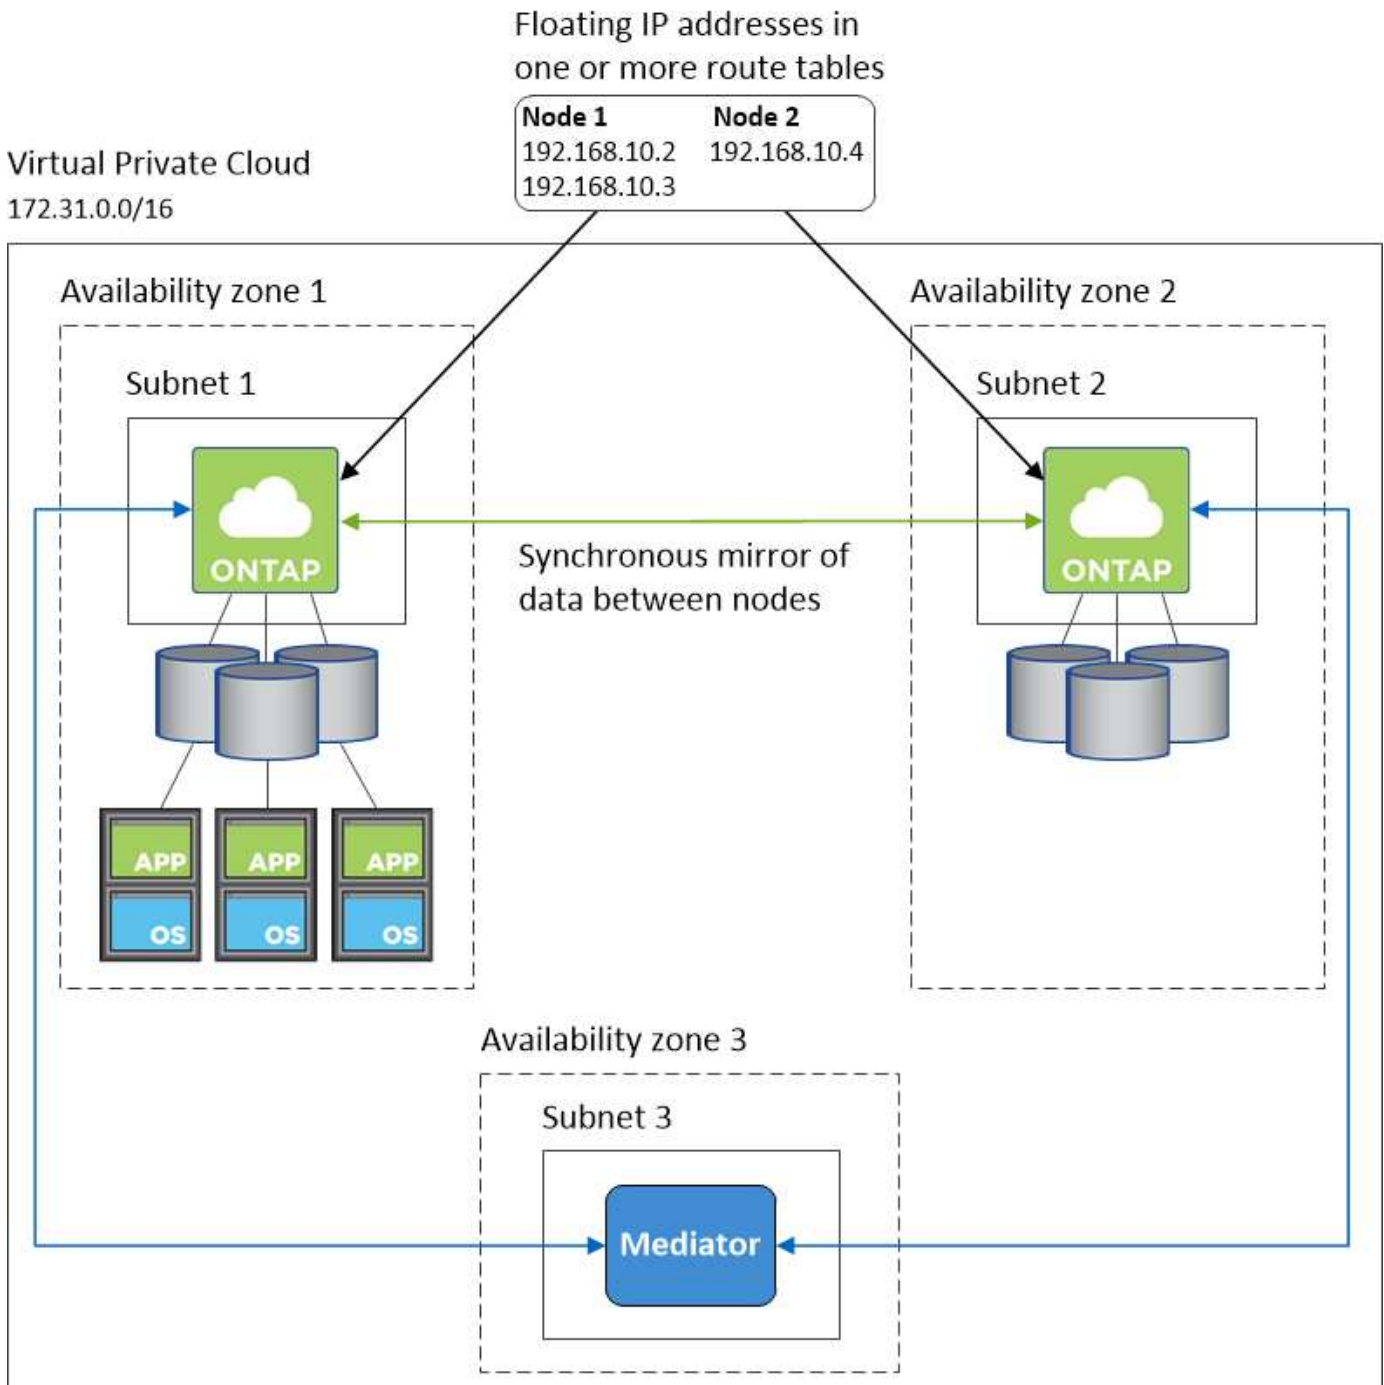 Floating IP addresses in
one or more route tables
Node 1 Node 2
192.168.10.2 192.168.10.4
192.168.10.3
Virtual Private Cloud
172.31.0.0/16
Availability zone 1
Availability zone 2
Subnet 1
Subnet 2
ONTAP
ONTAP
Synchronous mirror of
data between nodes
APP
APP
APP
OS
OS
OS
Availability zone 3
Subnet 3
Mediator